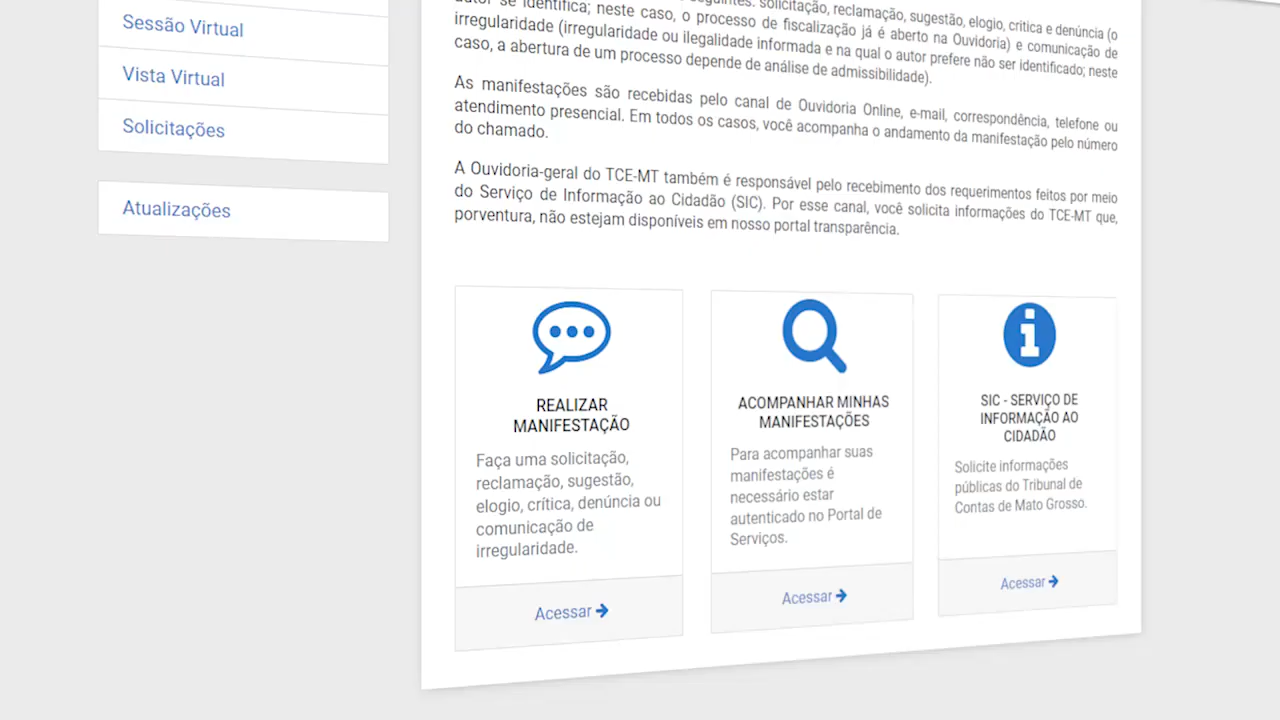 Sessão Virtual
Vista Virtual
Solicitações
Atualizações
solicitação, reclamação, sugestão, elogio, crítica e denúncia (o
autor se identifica; neste caso, o processo de fiscalização já é aberto na Ouvidoria) e comunicação de
irregularidade (irregularidade ou ilegalidade informada e na qual o autor prefere não ser identificado; neste
caso, a abertura de um processo depende de análise de admissibilidade).
As manifestações são recebidas pelo canal de Ouvidoria Online, e-mail, correspondência, telefone ou
atendimento presencial. Em todos os casos, você acompanha o andamento da manifestação pelo número
do chamado.
A Ouvidoria-geral do TCE-MT também é responsável pelo recebimento dos requerimentos feitos por meio
do Serviço de Informação ao Cidadão (SIC). Por esse canal, você solicita informações do TCE-MT que,
porventura, não estejam disponíveis em nosso portal transparência.
REALIZAR
MANIFESTAÇÃO
Faça uma solicitação,
reclamação, sugestão,
elogio, crítica, denúncia ou
comunicação de
irregularidade.
Acessar
ACOMPANHAR MINHAS
MANIFESTAÇÕES
Para acompanhar suas
manifestações é
necessário estar
autenticado no Portal de
Serviços.
Acessar
SIC - SERVIÇO DE
INFORMAÇÃO AO
CIDADÃO
Solicite informações
públicas do Tribunal de
Contas de Mato Grosso.
Acessar